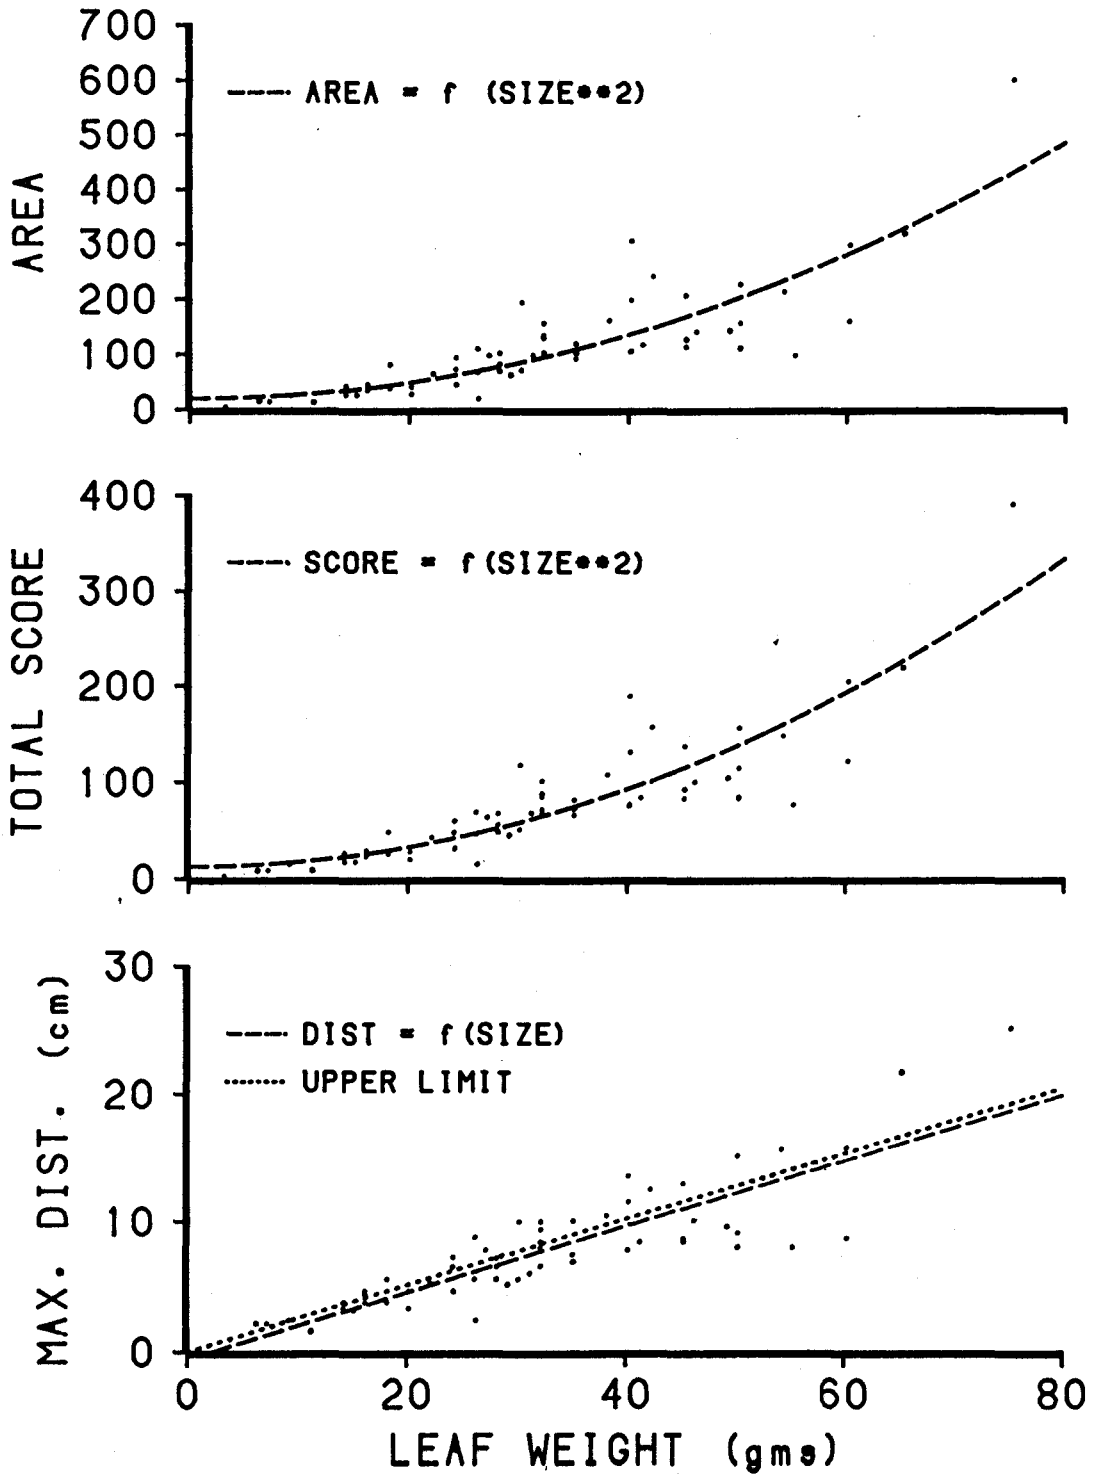 700
600
500
400
300
200
100
0
AREA
AREA = f (SIZE**2)
400
300
200
100
0
TOTAL SCORE
SCORE = f (SIZE**2)
30
20
10
0
MAX. DIST. (cm)
DIST = f (SIZE)
UPPER LIMIT
0 20 40 60 80
LEAF WEIGHT (gms)